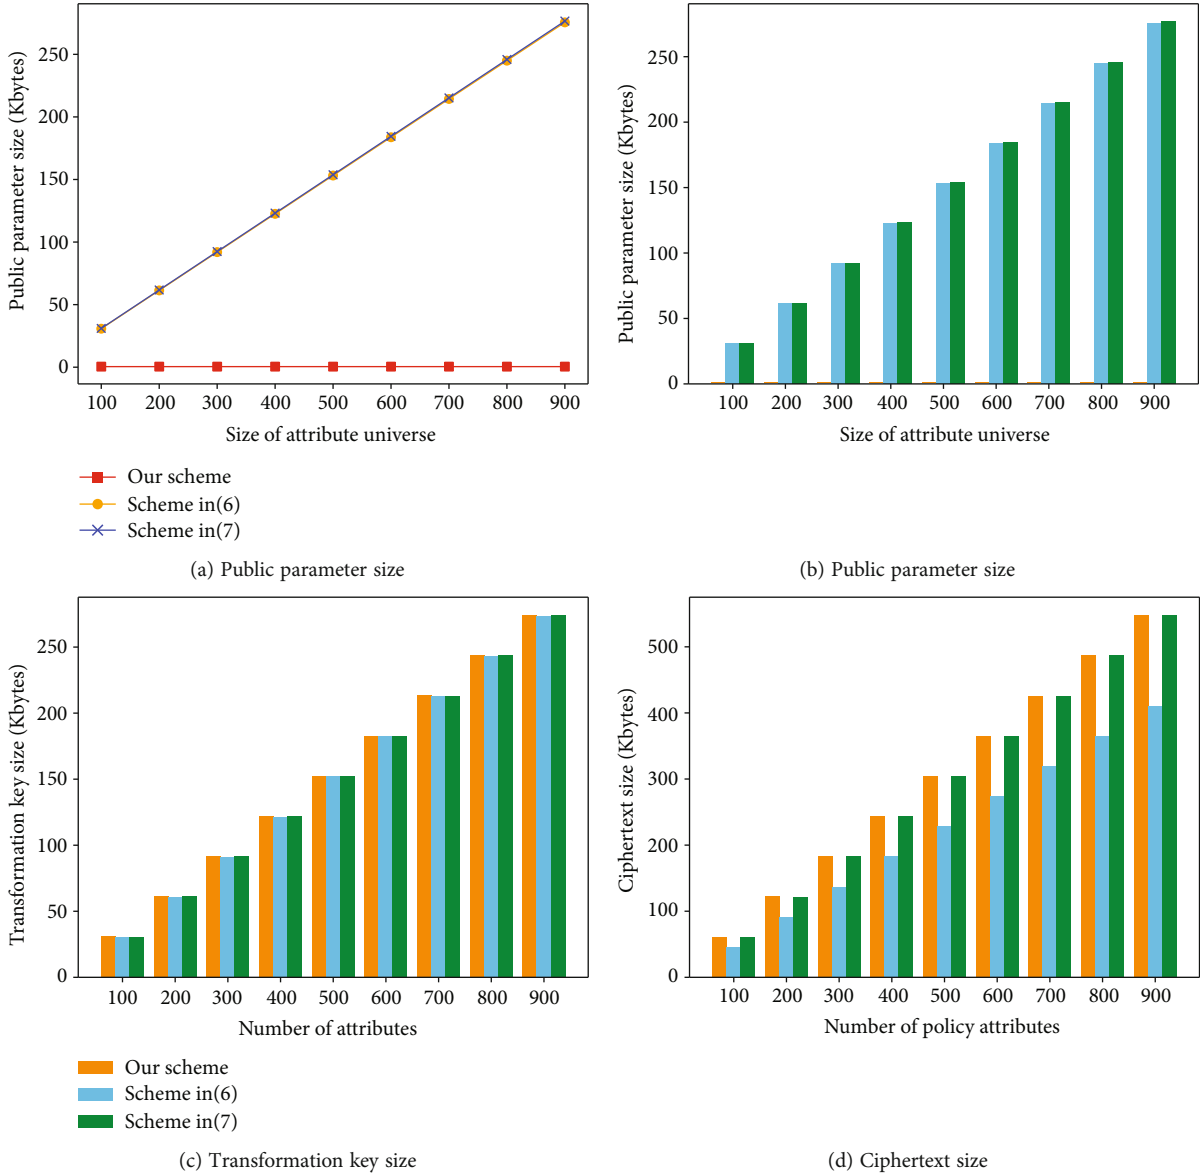 Public parameter size (Kbytes)
250
200
150
100
50
0
100 200 300 400 500 600 700 800 900
Size of attribute universe
Our scheme
Scheme in(6)
Scheme in(7)
(a) Public parameter size
Public parameter size (Kbytes)
250
200
150
100
50
0
100 200 300 400 500 600 700 800 900
Size of attribute universe
(b) Public parameter size
Transformation key size (Kbytes)
250
200
150
100
50
0
100 200 300 400 500 600 700 800 900
Number of attributes
Our scheme
Scheme in(6)
Scheme in(7)
(c) Transformation key size
Ciphertext size (Kbytes)
500
400
300
200
100
0
100 200 300 400 500 600 700 800 900
Number of policy attributes
(d) Ciphertext size